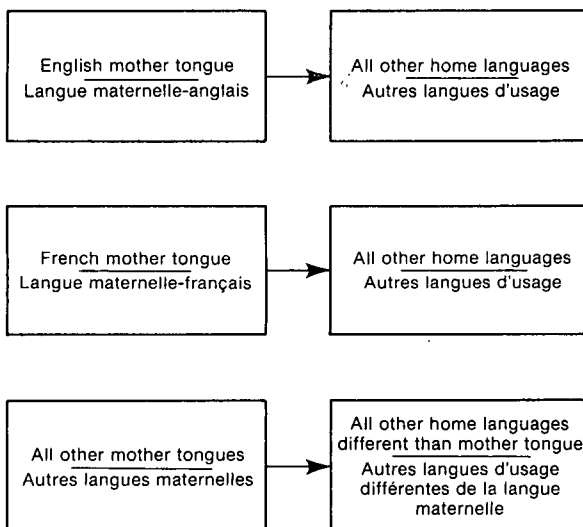 English mother tongue
Langue maternelle-anglais
All other home languages
Autres langues d'usage
French mother tongue
Langue maternelle-français
All other home languages
Autres langues d'usage
All other mother tongues
Autres langues maternelles
All other home languages
different than mother tongue
Autres langues d'usage
différentes de la langue
maternelle